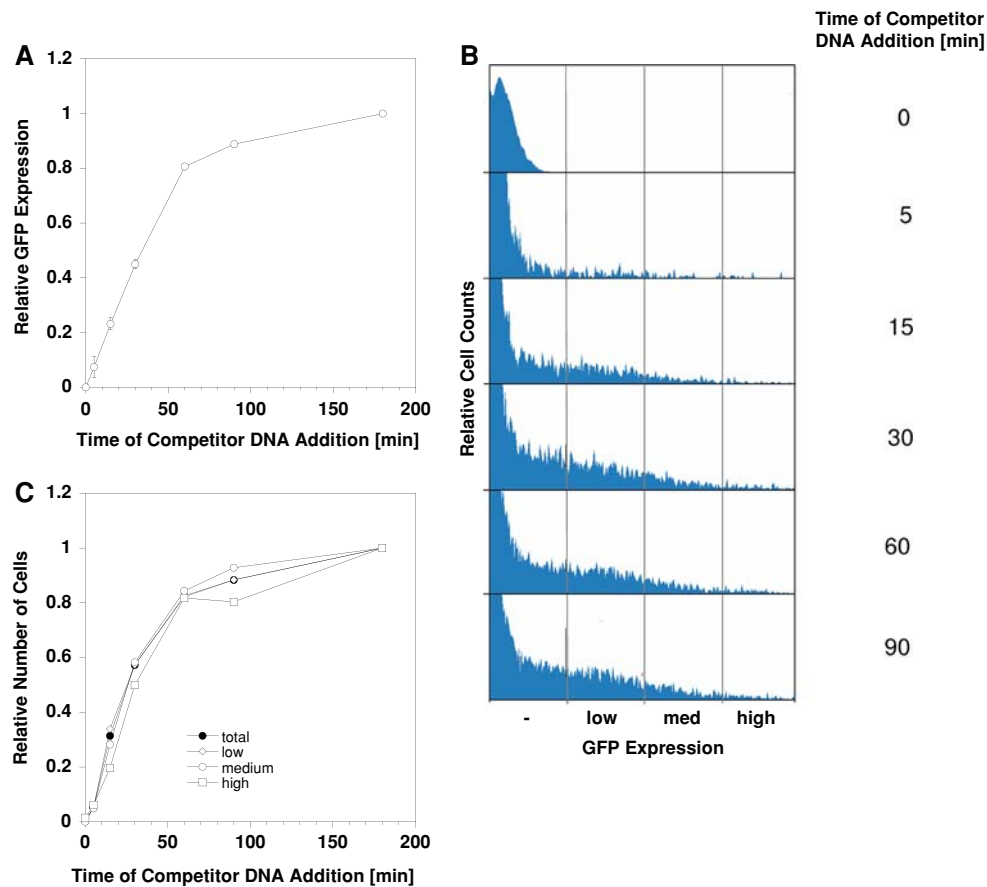 A
1.2
1
0.8
0.6
0.4
0.2
0
0 50 100 150 200
Relative GFP Expression
Time of Competitor DNA Addition [min]
B
Time of Competitor
DNA Addition [min]
0
5
15
30
60
90
Relative Cell Counts
- low med high
GFP Expression
C
1.2
1
0.8
0.6
0.4
0.2
0
0 50 100 150 200
Relative Number of Cells
total
low
medium
high
Time of Competitor DNA Addition [min]